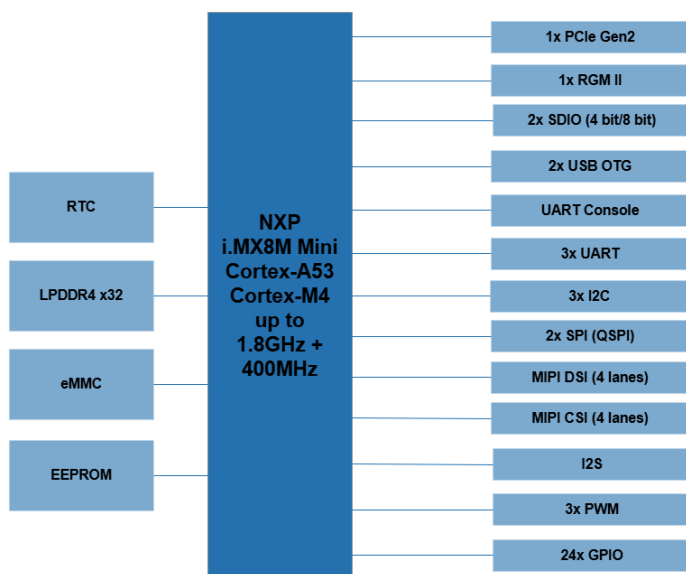 RTC
LPDDR4 x32
eMMC
EEPROM
NXP
i.MX8M Mini
Cortex-A53
Cortex-M4
up to
1.8GHz +
400MHz
1x PCIe Gen2
1x RGM II
2x SDIO (4 bit/8 bit)
2x USB OTG
UART Console
3x UART
3x I2C
2x SPI (QSPI)
MIPI DSI (4 lanes)
MIPI CSI (4 lanes)
I2S
3x PWM
24x GPIO